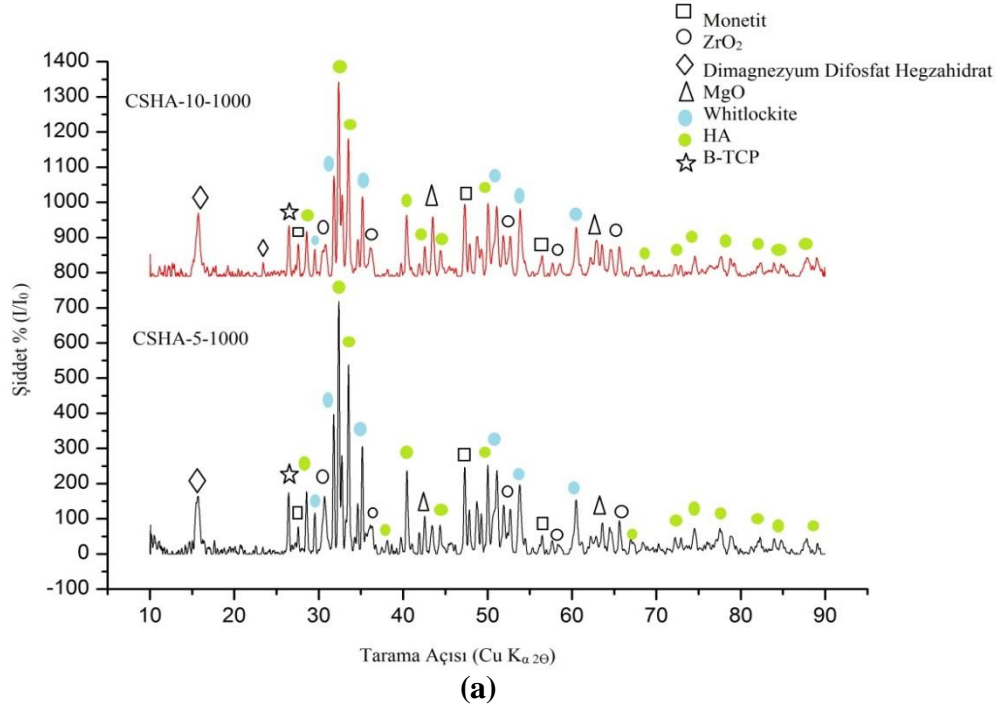 Monetit
ZrO₂
Dimagnezyum Difosfat Hegzahidrat
MgO
Whitlockite
HA
B-TCP
1400
1300
1200
1100
1000
900
800
700
600
500
400
300
200
100
0
-100
CSHA-10-1000
CSHA-5-1000
Şiddet % (I/I₀)
10 20 30 40 50 60 70 80 90
Tarama Açısı (Cu Kα 2Θ)
(a)